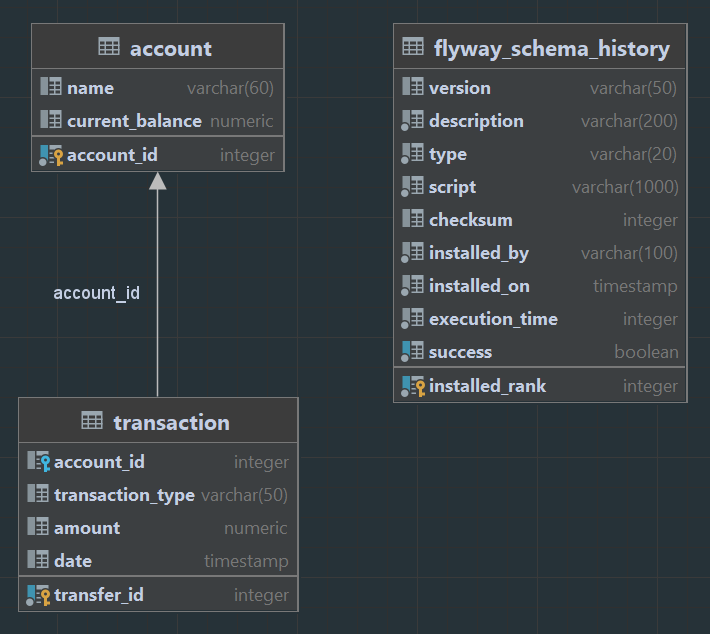 account
name varchar(60)
current_balance numeric
account_id integer
account_id
transaction
account_id integer
transaction_type varchar(50)
amount numeric
date timestamp
transfer_id integer
flyway_schema_history
version varchar(50)
description varchar(200)
type varchar(20)
script varchar(1000)
checksum integer
installed_by varchar(100)
installed_on timestamp
execution_time integer
success boolean
installed_rank integer